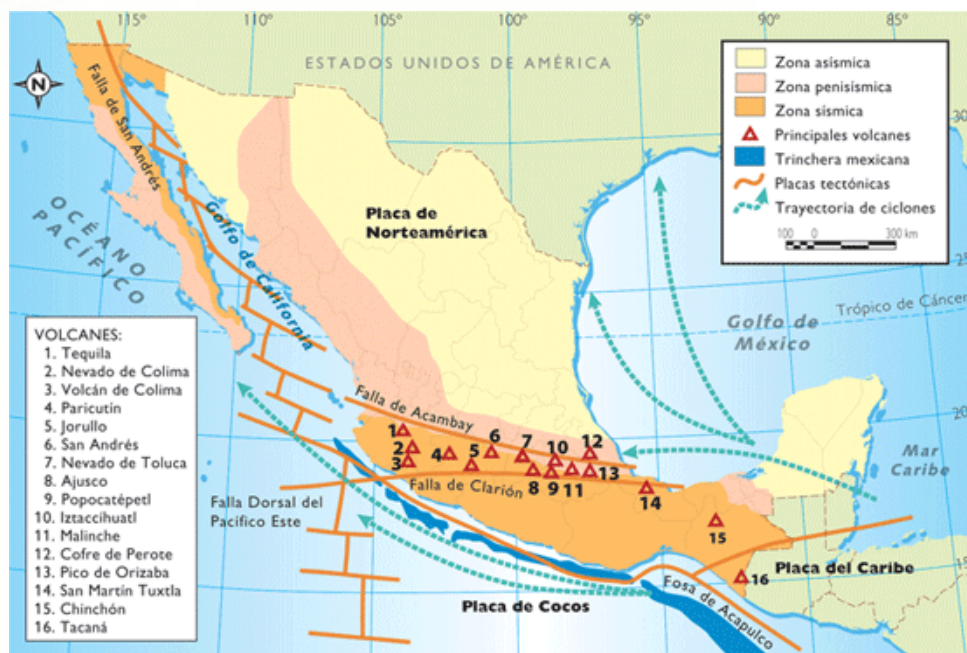 115°
110°
105°
100°
95°
90°
85°
ESTADOS UNIDOS DE AMÉRICA
N
Zona asísmica
Zona penisísmica
Zona sísmica
Principales volcanes
Trinchera mexicana
Placas tectónicas
Trayectoria de ciclones
100 0 300 km
Falla de San Andrés
OCÉANO
PACÍFICO
Golfo de California
Placa de
Norteamérica
Trópico de Cáncer
Golfo de
México
Mar
Caribe
VOLCANES:
1. Tequila
2. Nevado de Colima
3. Volcán de Colima
4. Paricutín
5. Jorullo
6. San Andrés
7. Nevado de Toluca
8. Ajusco
9. Popocatépetl
10. Iztaccíhuatl
11. Malinche
12. Cofre de Perote
13. Pico de Orizaba
14. San Martín Tuxtla
15. Chinchón
16. Tacaná
Falla de Acambay
1
2
3
4
5
6
7
10
12
13
8
9
11
14
15
16
Falla de Clarión
Falla Dorsal del
Pacífico Este
Placa de Cocos
Fosa de Acapulco
Placa del Caribe